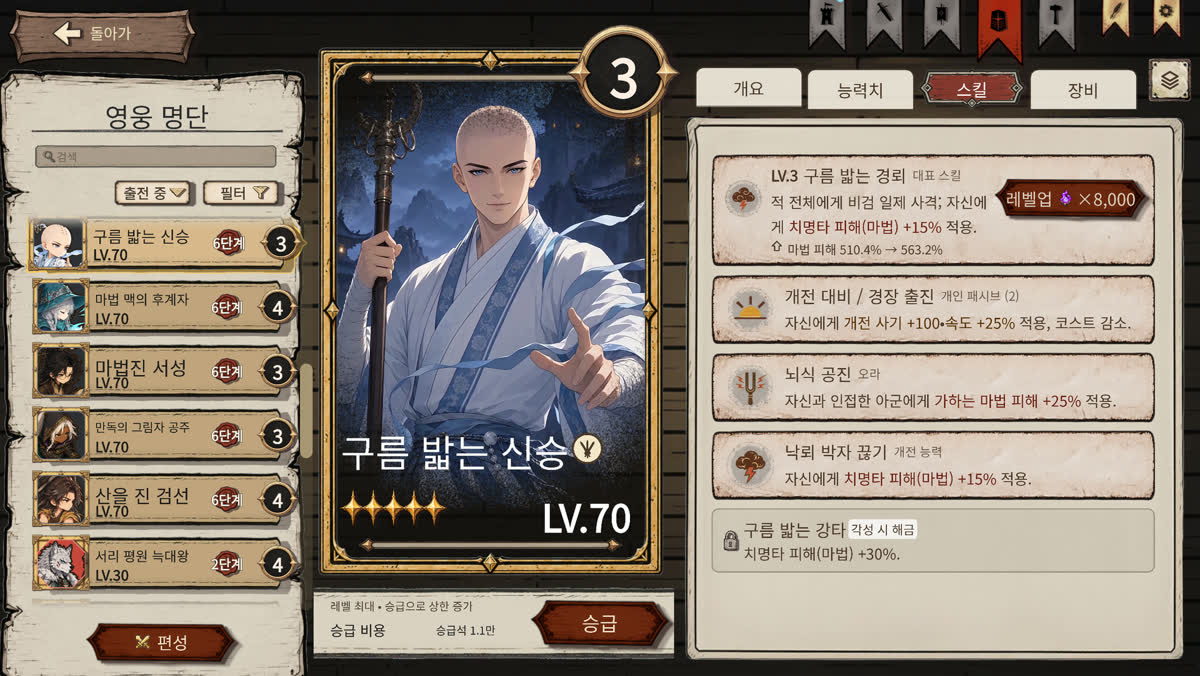 돌아가
영웅 명단
검색
출전 중
필터
구름 밟는 신승
LV.70
6단계
3
마법 맥의 후계자
LV.70
6단계
4
마법진 서성
LV.70
6단계
3
만독의 그림자 공주
LV.70
6단계
3
산을 진 검선
LV.70
6단계
4
서리 평원 늑대왕
LV.30
2단계
4
편성
3
구름 밟는 신승
LV.70
레벨 최대 • 승급으로 상한 증가
승급 비용 승급석 1.1만
승급
개요
능력치
스킬
장비
LV.3 구름 밟는 경뢰 대표 스킬
적 전체에게 비검 일제 사격; 자신에
게 치명타 피해(마법) +15% 적용.
마법 피해 510.4% → 563.2%
레벨업 ×8,000
개전 대비 / 경장 출진 개인 패시브 (2)
자신에게 개전 사기 +100•속도 +25% 적용, 코스트 감소.
뇌식 공진 오라
자신과 인접한 아군에게 가하는 마법 피해 +25% 적용.
낙뢰 박자 끊기 개전 능력
자신에게 치명타 피해(마법) +15% 적용.
구름 밟는 강타 각성 시 해금
치명타 피해(마법) +30%.